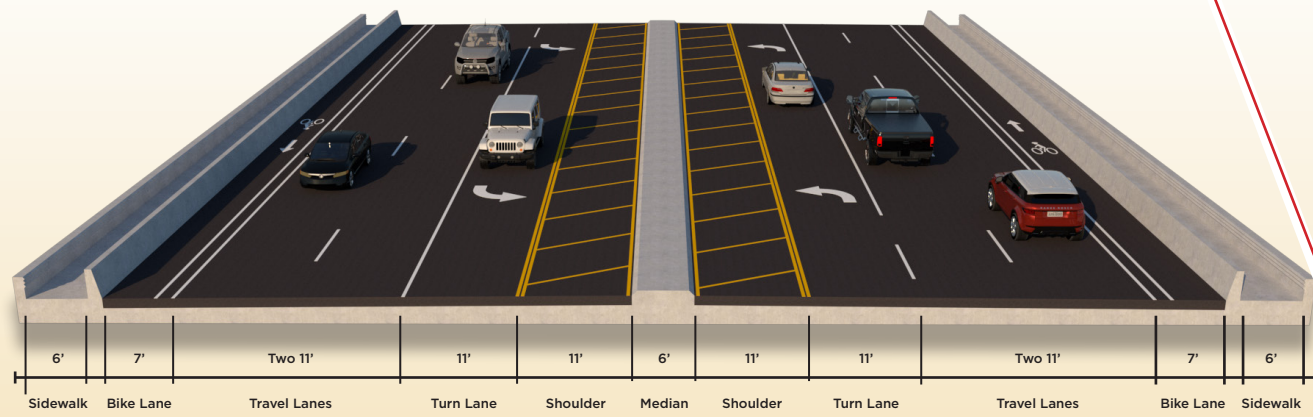 6’ 7’ Two 11’ 11’ 11’ 6’ 11’ 11’ Two 11’ 7’ 6’
Sidewalk Bike Lane Travel Lanes Turn Lane Shoulder Median Shoulder Turn Lane Travel Lanes Bike Lane Sidewalk